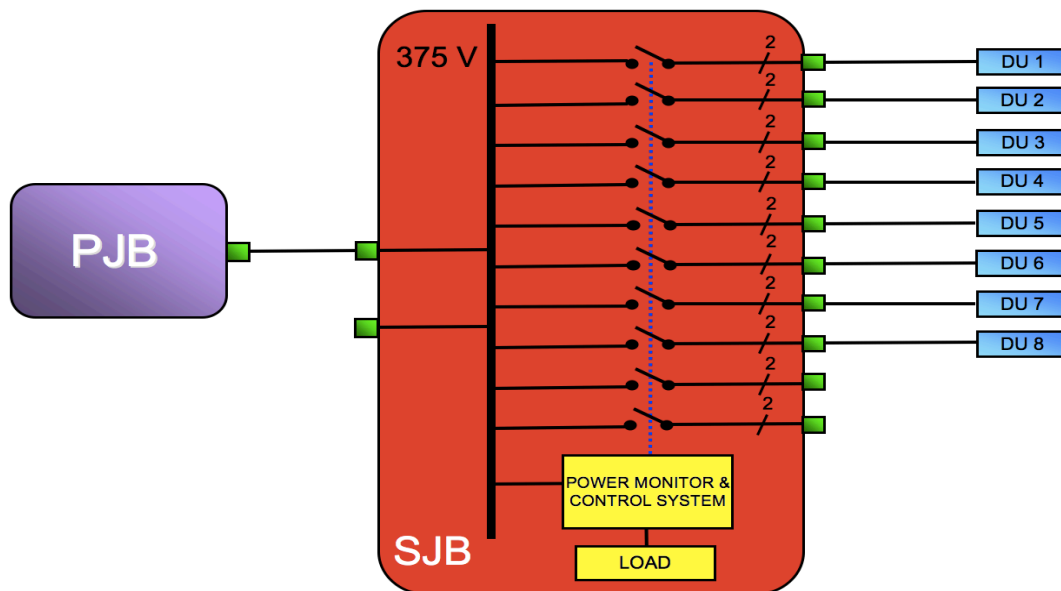 375 V
2
DU 1
2
DU 2
2
DU 3
2
DU 4
PJB
2
DU 5
2
DU 6
2
DU 7
2
DU 8
2
2
POWER MONITOR &
CONTROL SYSTEM
SJB
LOAD